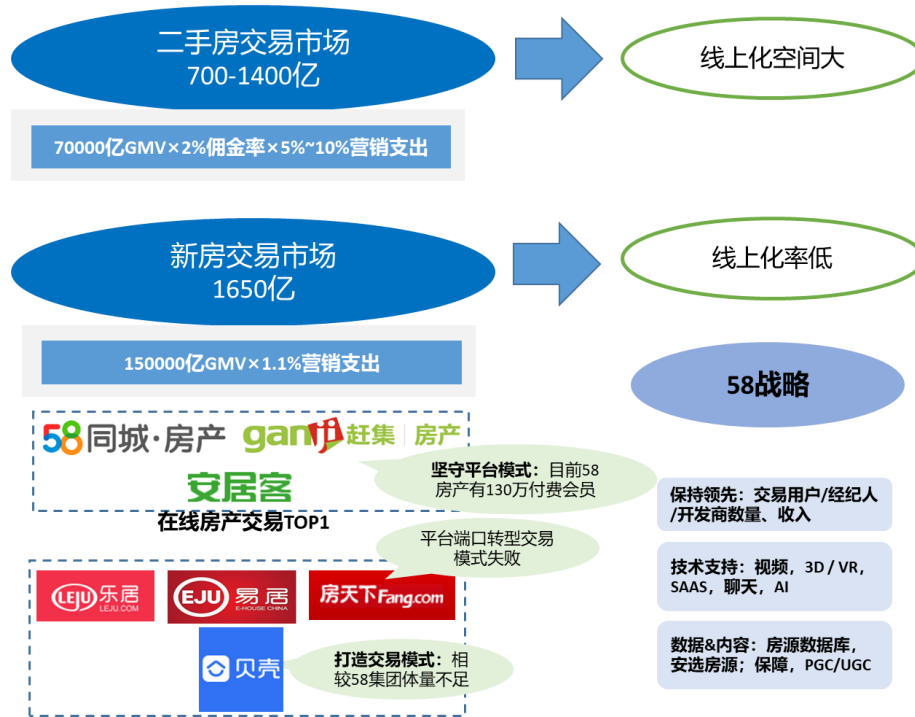 二手房交易市场
700-1400亿
线上化空间大
70000亿GMV×2%佣金率×5%~10%营销支出
新房交易市场
1650亿
线上化率低
150000亿GMV×1.1%营销支出
58战略
58同城·房产
ganji赶集|房产
安居客
在线房产交易TOP1
坚守平台模式：目前58
房产有130万付费会员
平台端口转型交易
模式失败
LEJU乐居
LEJU.COM
EJU易居
E-HOUSE CHINA
房天下Fang.com
贝壳
打造交易模式：相
较58集团体量不足
保持领先：交易用户/经纪人
/开发商数量、收入
技术支持：视频，3D / VR，
SAAS，聊天，AI
数据&内容：房源数据库，
安选房源；保障，PGC/UGC